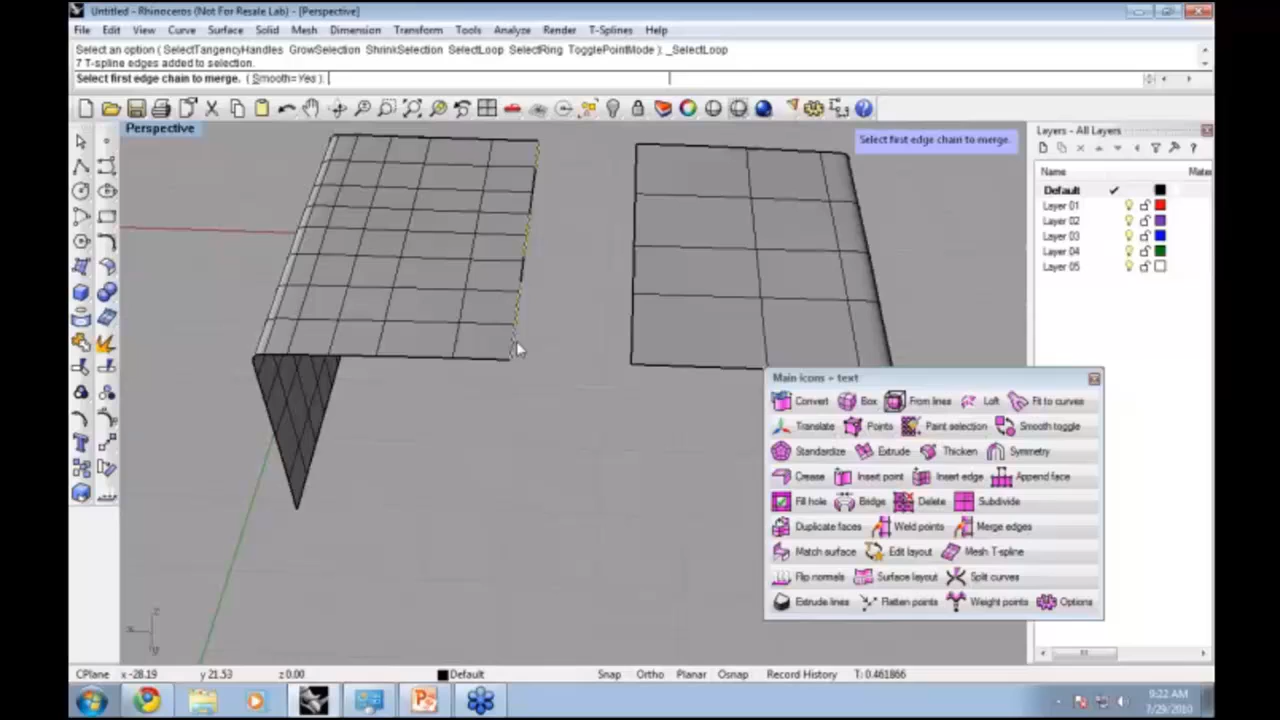 Untitled - Rhinoceros (Not For Resale Lab) - [Perspective]
File Edit View Curve Surface Solid Mesh Dimension Transform Tools Analyze Render T-Splines Help
Select an option ( SelectTangencyHandles GrowSelection ShrinkSelection SelectLoop SelectRing TogglePointMode ): _SelectLoop
7 T-spline edges added to selection.
Select first edge chain to merge. ( Smooth=Yes ):
Perspective
Select first edge chain to merge.
Layers - All Layers
Name Mater
Default
Layer 01
Layer 02
Layer 03
Layer 04
Layer 05
Main icons + text
Convert Box From lines Loft Fit to curves
Translate Points Paint selection Smooth toggle
Standardize Extrude Thicken Symmetry
Crease Insert point Insert edge Append face
Fill hole Bridge Delete Subdivide
Duplicate faces Weld points Merge edges
Match surface Edit layout Mesh T-spline
Flip normals Surface layout Split curves
Extrude lines Flatten points Weight points Options
CPlane x -28.19 y 21.53 z 0.00 Default Snap Ortho Planar Osnap Record History T: 0.461866
9:22 AM
7/29/2010